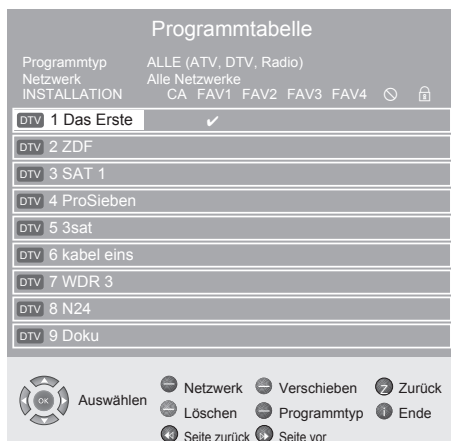 Programmtabelle
Programmtyp ALLE (ATV, DTV, Radio)
Netzwerk Alle Netzwerke
INSTALLATION CA FAV1 FAV2 FAV3 FAV4
DTV 1 Das Erste ✔
DTV 2 ZDF
DTV 3 SAT 1
DTV 4 ProSieben
DTV 5 3sat
DTV 6 kabel eins
DTV 7 WDR 3
DTV 8 N24
DTV 9 Doku
OK Auswählen
Netzwerk Verschieben Z Zurück
Löschen Programmtyp i Ende
Seite zurück Seite vor